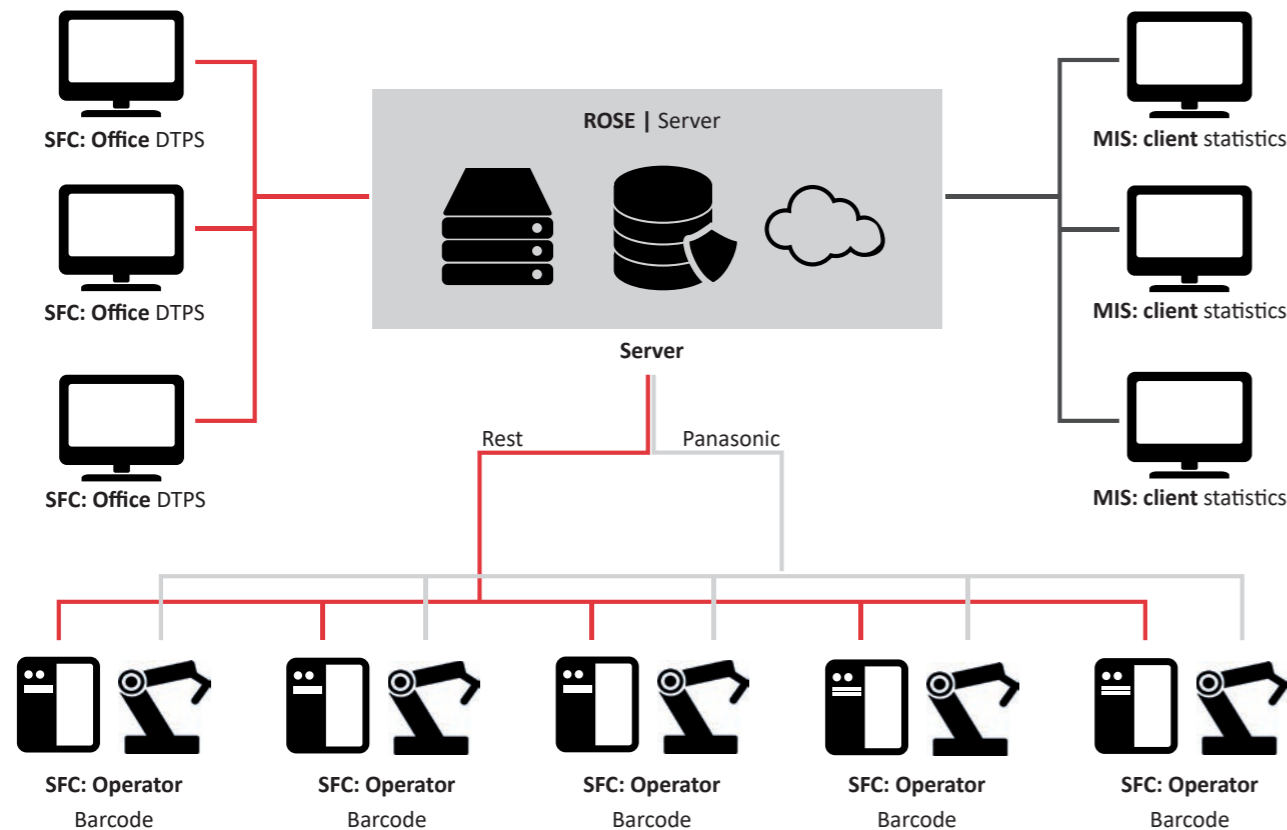 SFC: Office DTPS
SFC: Office DTPS
SFC: Office DTPS
ROSE | Server
Server
MIS: client statistics
MIS: client statistics
MIS: client statistics
Rest
Panasonic
SFC: Operator
Barcode
SFC: Operator
Barcode
SFC: Operator
Barcode
SFC: Operator
Barcode
SFC: Operator
Barcode